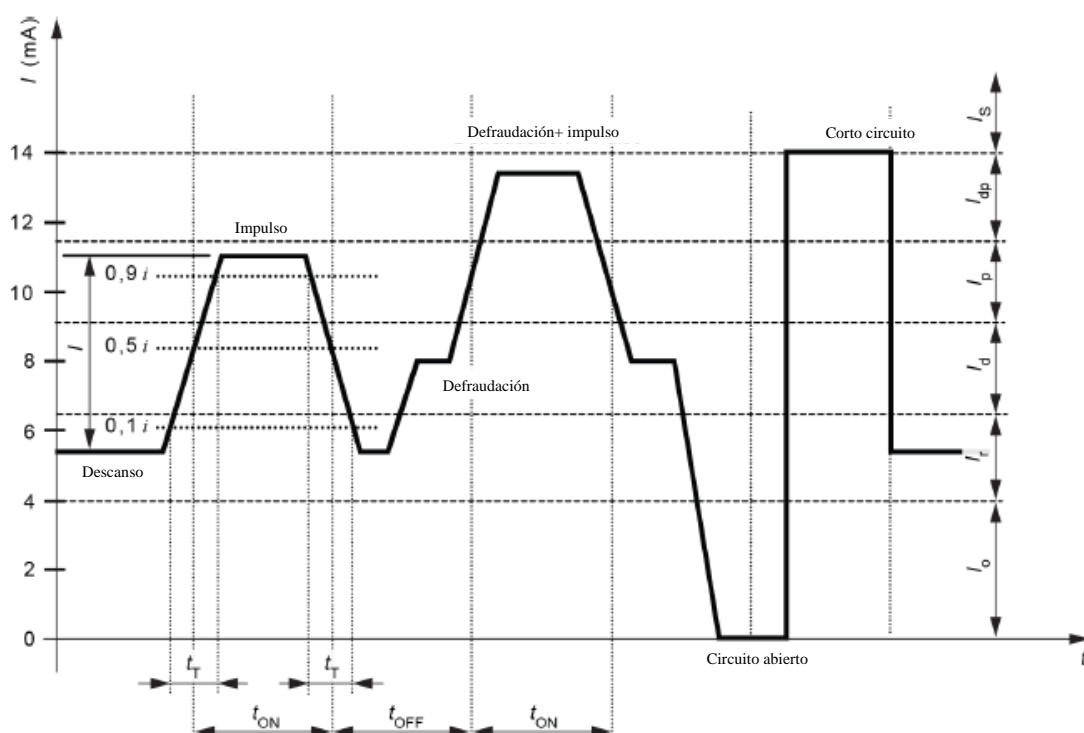 I (mA)
Defraudación+ impulso
Corto circuito
I_S
14
I_dp
12
Impulso
0,9 i
I_p
10
I
0,5 i
8
Defraudación
I_d
6
0,1 i
Descanso
I_r
4
I_o
2
0
Circuito abierto
t
t_T
t_T
t_ON
t_OFF
t_ON